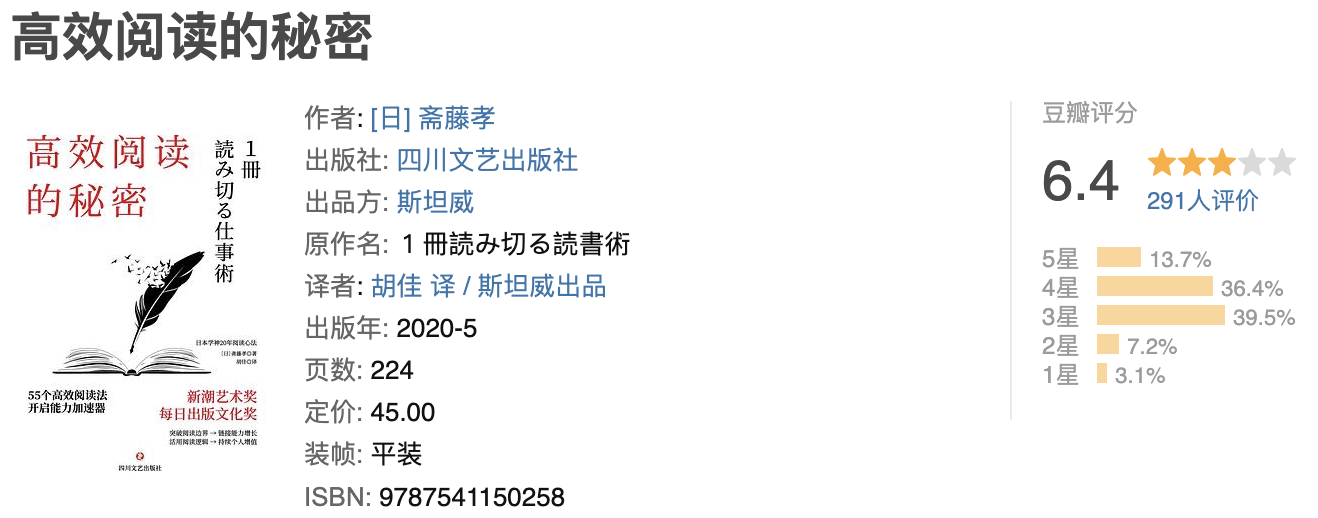 高效阅读的秘密
高效阅读
的秘密
1冊
読み切る仕事術
日本学神20年阅读心法
[日]斋藤孝©著
胡佳©译
55个高效阅读法
开启能力加速器
新潮艺术奖
每日出版文化奖
突破阅读边界→链接能力增长
活用阅读逻辑→持续个人增值
四川文艺出版社
作者: [日] 斋藤孝
出版社: 四川文艺出版社
出品方: 斯坦威
原作名: 1冊読み切る読書術
译者: 胡佳 译 / 斯坦威出品
出版年: 2020-5
页数: 224
定价: 45.00
装帧: 平装
ISBN: 9787541150258
豆瓣评分
6.4
291人评价
5星 13.7%
4星 36.4%
3星 39.5%
2星 7.2%
1星 3.1%